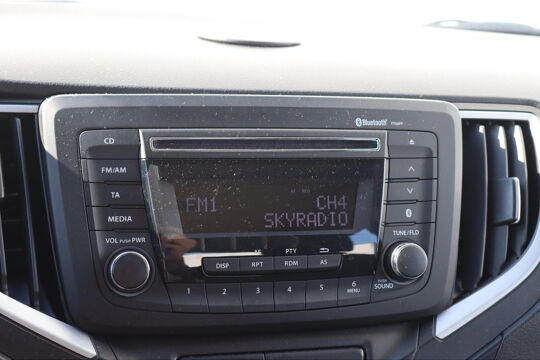 Bluetooth
CD
FM/AM
TA
MEDIA
VOL PUSH PWR
FM1 CH4
SKYRADIO
AF PTY
DISP RPT RDM AS
TUNE/FLD
1 2 3 4 5 6
MENU
PUSH
SOUND